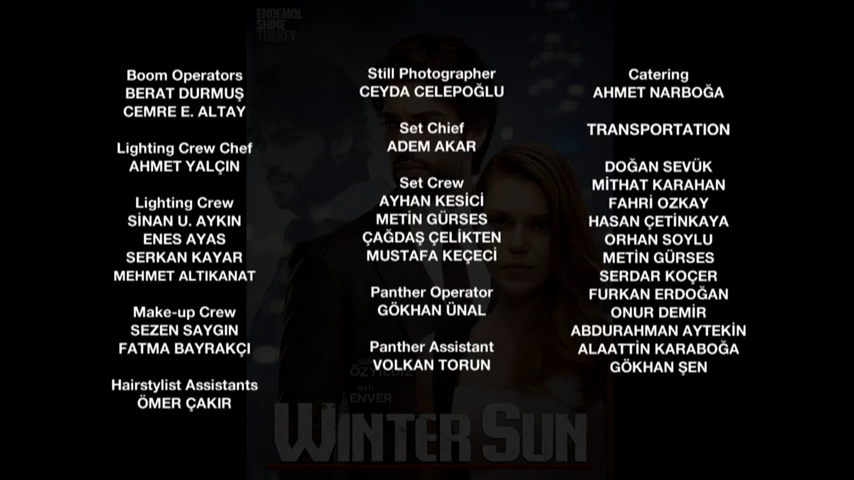 ENDEMOL
SHINE
TURKEY
Boom Operators
BERAT DURMUŞ
CEMRE E. ALTAY
Lighting Crew Chef
AHMET YALÇIN
Lighting Crew
SİNAN U. AYKIN
ENES AYAS
SERKAN KAYAR
MEHMET ALTIKANAT
Make-up Crew
SEZEN SAYGIN
FATMA BAYRAKÇI
Hairstylist Assistants
ÖMER ÇAKIR
Still Photographer
CEYDA CELEPOĞLU
Set Chief
ADEM AKAR
Set Crew
AYHAN KESİCİ
METİN GÜRSES
ÇAĞDAŞ ÇELİKTEN
MUSTAFA KEÇECİ
Panther Operator
GÖKHAN ÜNAL
Panther Assistant
VOLKAN TORUN
Catering
AHMET NARBOĞA
TRANSPORTATION
DOĞAN SEVÜK
MİTHAT KARAHAN
FAHRİ OZKAY
HASAN ÇETİNKAYA
ORHAN SOYLU
METİN GÜRSES
SERDAR KOÇER
FURKAN ERDOĞAN
ONUR DEMİR
ABDURAHMAN AYTEKİN
ALAATTİN KARABOĞA
GÖKHAN ŞEN
aslı
ENVER
WINTER SUN